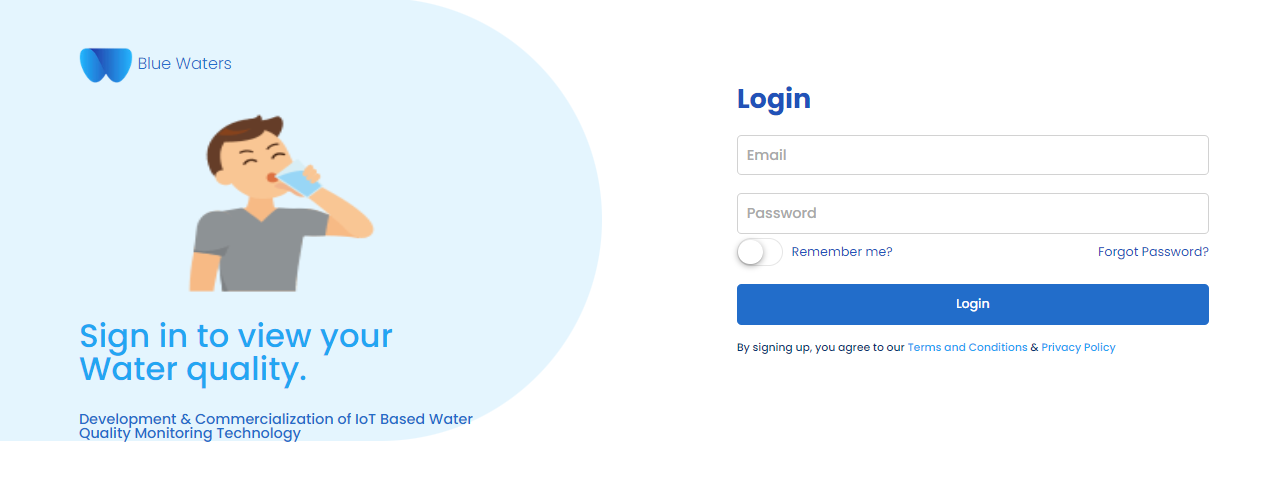 Blue Waters
Sign in to view your
Water quality.
Development & Commercialization of IoT Based Water
Quality Monitoring Technology
Login
Email
Password
Remember me?
Forgot Password?
Login
By signing up, you agree to our Terms and Conditions & Privacy Policy